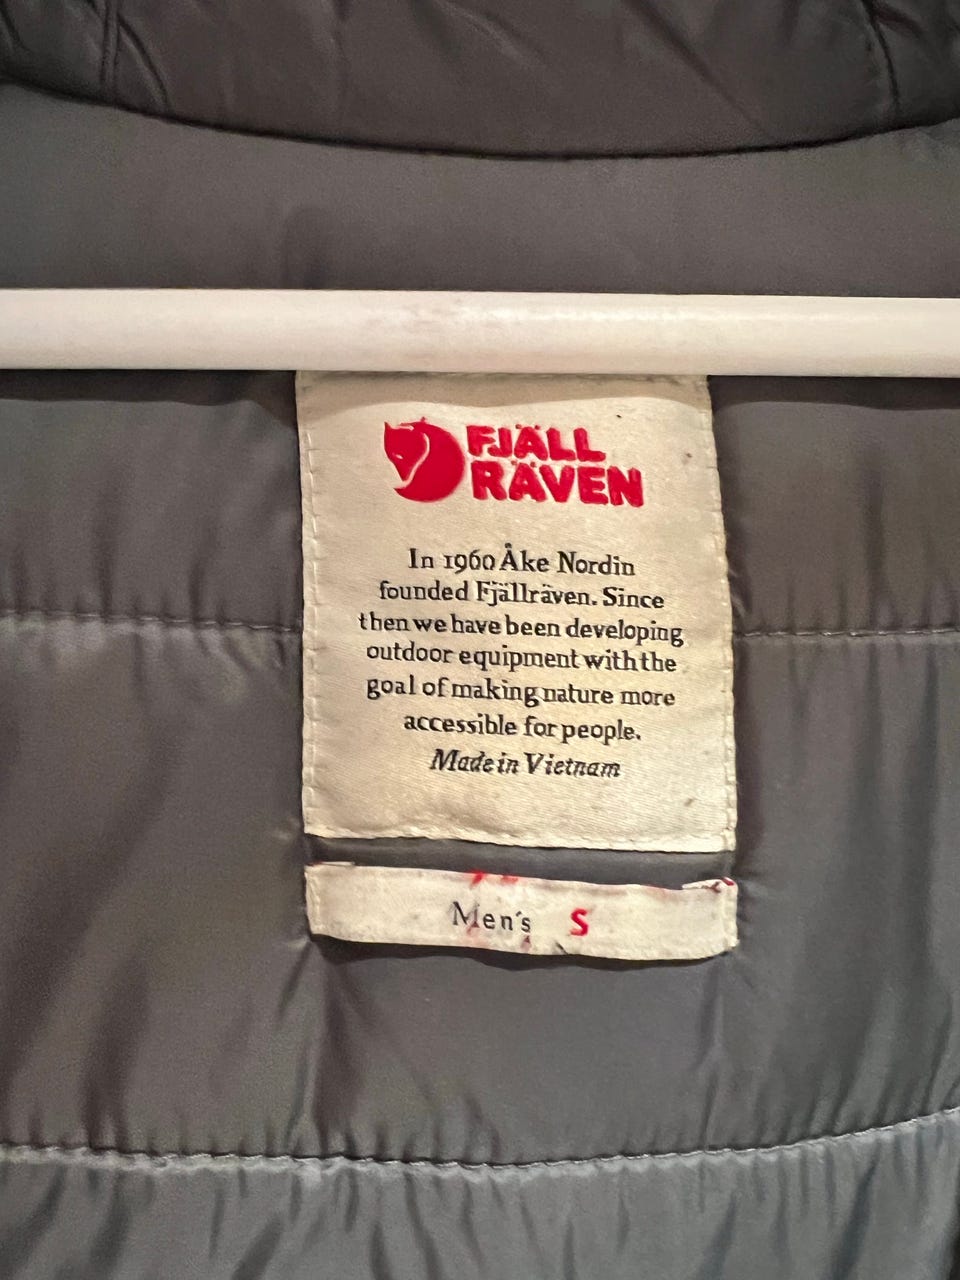 FJÄLL
RÄVEN
In 1960 Åke Nordin
founded Fjällräven. Since
then we have been developing
outdoor equipment with the
goal of making nature more
accessible for people.
Made in Vietnam
Men's S